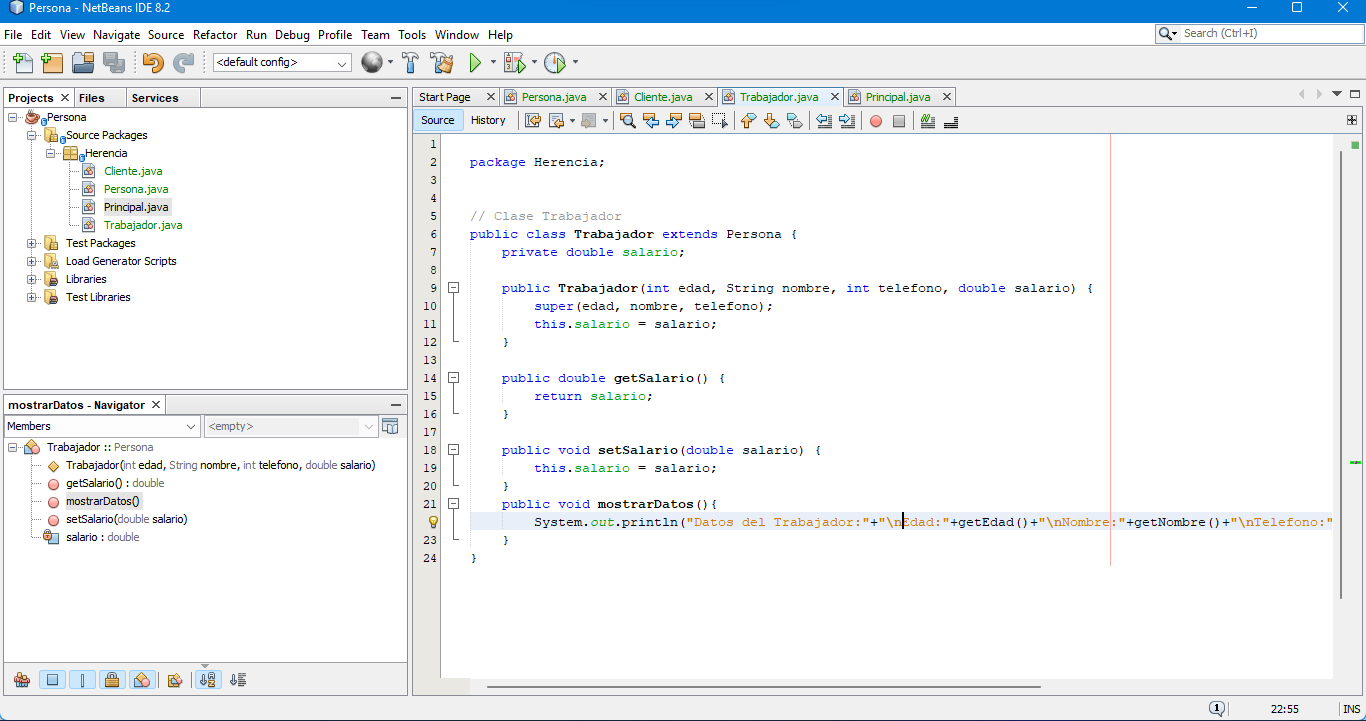 Persona - NetBeans IDE 8.2
File Edit View Navigate Source Refactor Run Debug Profile Team Tools Window Help
Search (Ctrl+I)
<default config>
Projects Files Services
Persona
Source Packages
Herencia
Cliente.java
Persona.java
Principal.java
Trabajador.java
Test Packages
Load Generator Scripts
Libraries
Test Libraries
mostrarDatos - Navigator
Members <empty>
Trabajador :: Persona
Trabajador(int edad, String nombre, int telefono, double salario)
getSalario() : double
mostrarDatos()
setSalario(double salario)
salario : double
Start Page Persona.java Cliente.java Trabajador.java Principal.java
Source History
1
2 package Herencia;
3
4
5 // Clase Trabajador
6 public class Trabajador extends Persona {
7 private double salario;
8
9 public Trabajador(int edad, String nombre, int telefono, double salario) {
10 super(edad, nombre, telefono);
11 this.salario = salario;
12 }
13
14 public double getSalario() {
15 return salario;
16 }
17
18 public void setSalario(double salario) {
19 this.salario = salario;
20 }
21 public void mostrarDatos(){
System.out.println("Datos del Trabajador:"+"\nEdad:"+getEdad()+"\nNombre:"+getNombre()+"\nTelefono:"
23 }
24 }
1 22:55 INS